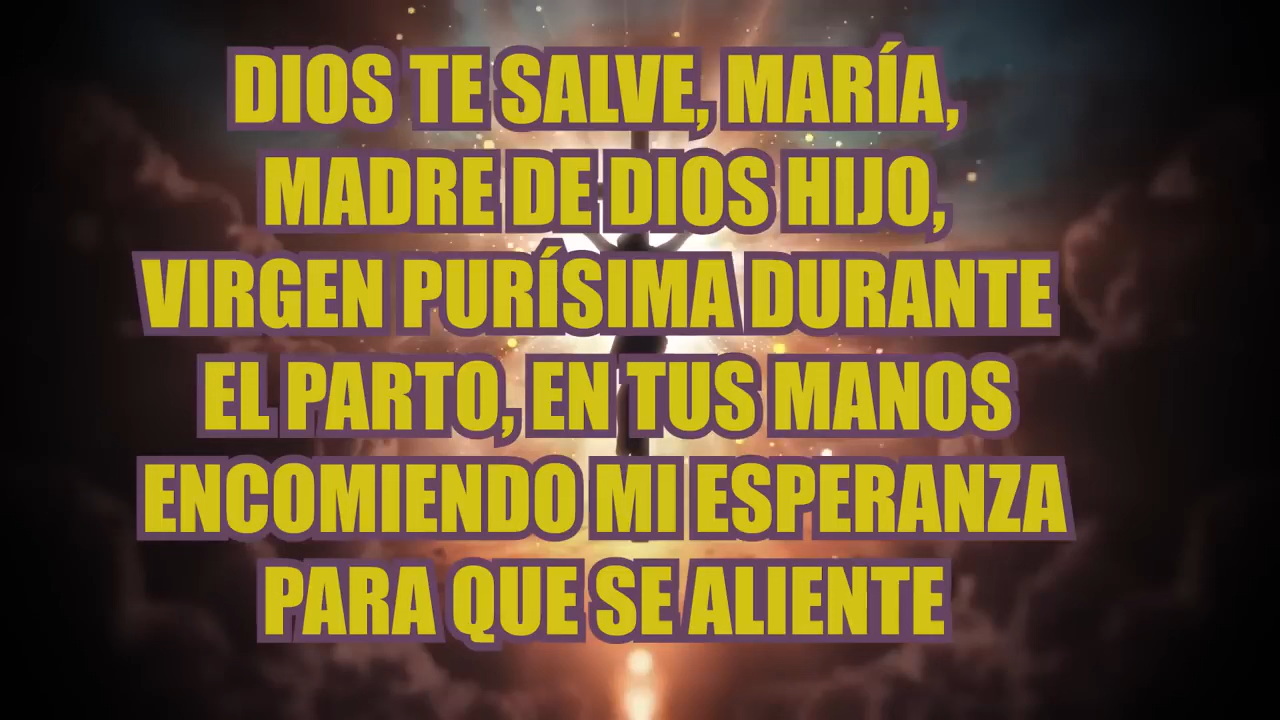 DIOS TE SALVE, MARÍA,
MADRE DE DIOS HIJO,
VIRGEN PURÍSIMA DURANTE
EL PARTO, EN TUS MANOS
ENCOMIENDO MI ESPERANZA
PARA QUE SE ALIENTE